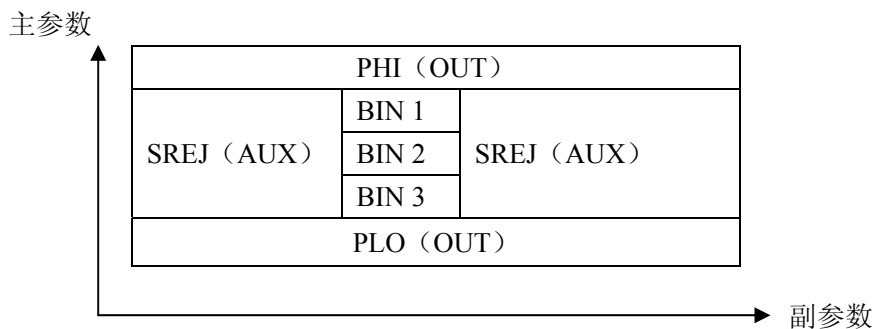 主参数
PHI（OUT）
BIN 1
SREJ（AUX） BIN 2 SREJ（AUX）
BIN 3
PLO（OUT）
副参数